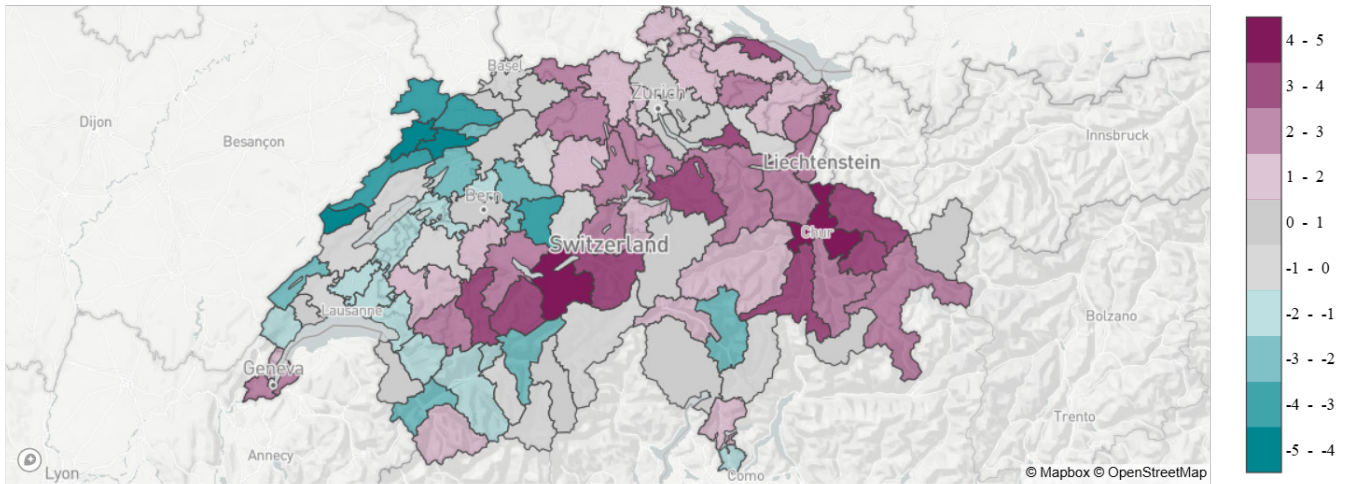 Basel
Zurich
Dijon
Besançon
Innsbruck
Liechtenstein
Bern
Chur
Switzerland
Lausanne
Bolzano
Geneva
Trento
Annecy
Lyon
Como
© Mapbox © OpenStreetMap
4 - 5
3 - 4
2 - 3
1 - 2
0 - 1
-1 - 0
-2 - -1
-3 - -2
-4 - -3
-5 - -4